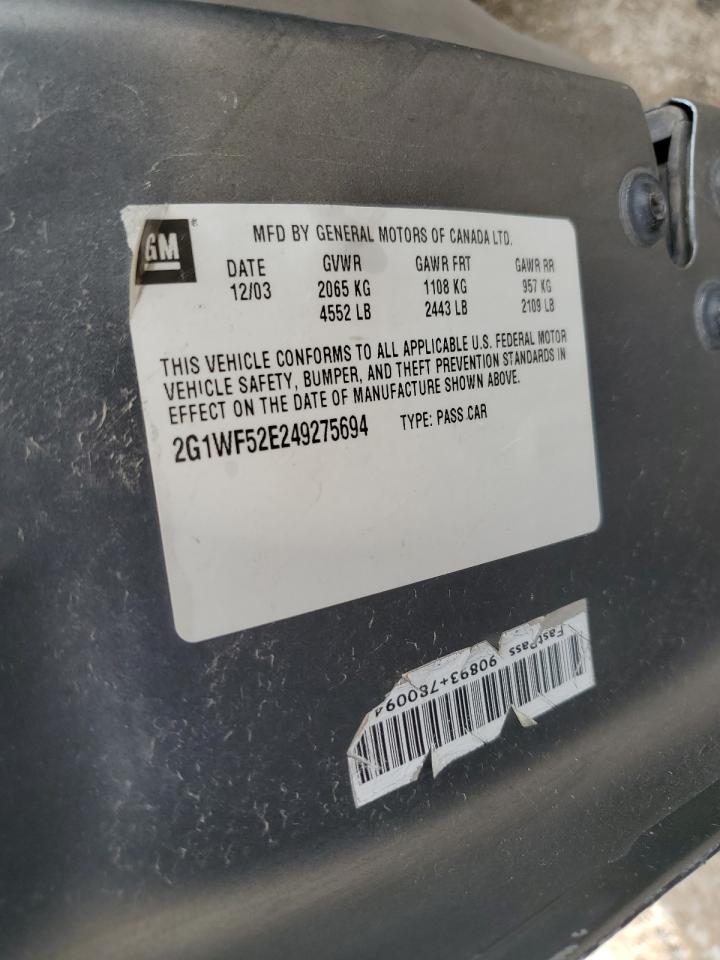 GM®
MFD BY GENERAL MOTORS OF CANADA LTD.
DATE GVWR GAWR FRT GAWR RR
12/03 2065 KG 1108 KG 957 KG
4552 LB 2443 LB 2109 LB
THIS VEHICLE CONFORMS TO ALL APPLICABLE U.S. FEDERAL MOTOR
VEHICLE SAFETY, BUMPER, AND THEFT PREVENTION STANDARDS IN
EFFECT ON THE DATE OF MANUFACTURE SHOWN ABOVE.
2G1WF52E249275694 TYPE: PASS CAR
FastPass 90893+78009A